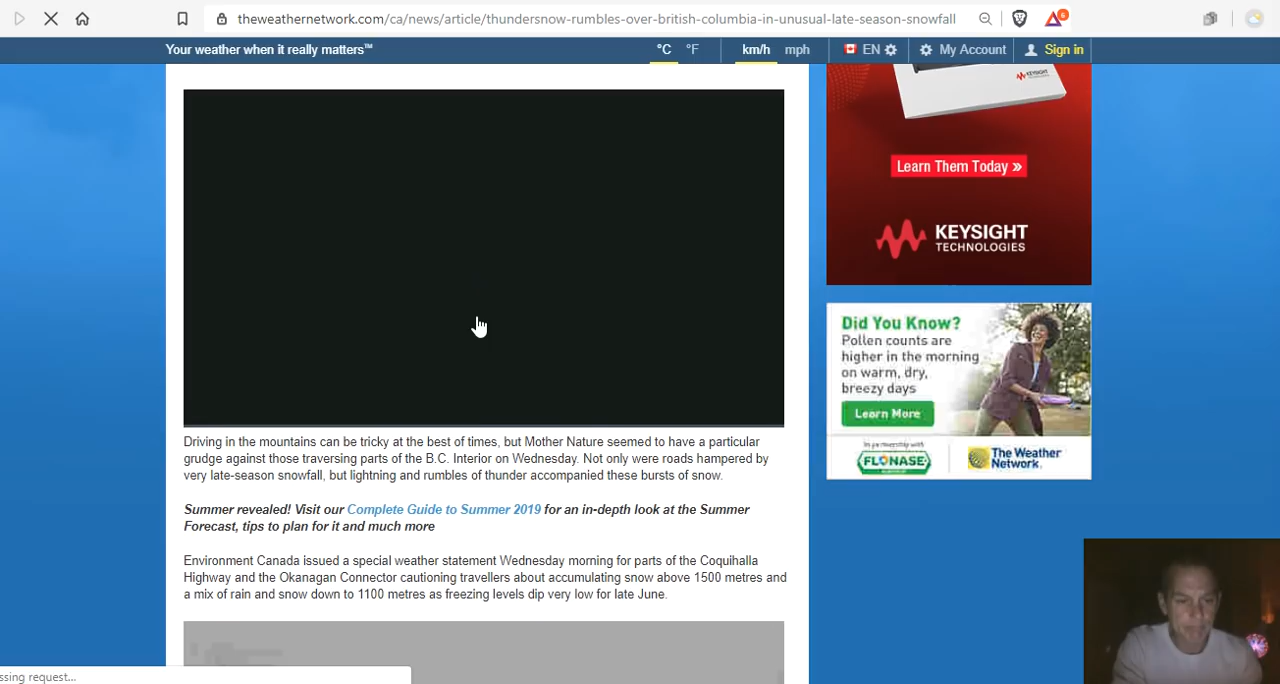 theweathernetwork.com/ca/news/article/thundersnow-rumbles-over-british-columbia-in-unusual-late-season-snowfall
6
Your weather when it really matters™
°C °F km/h mph EN My Account Sign in
KEYSIGHT
Learn Them Today »
KEYSIGHT
TECHNOLOGIES
Did You Know?
Pollen counts are
higher in the morning
on warm, dry,
breezy days
Learn More
In partnership with
FLONASE
The Weather
Network.
Driving in the mountains can be tricky at the best of times, but Mother Nature seemed to have a particular
grudge against those traversing parts of the B.C. Interior on Wednesday. Not only were roads hampered by
very late-season snowfall, but lightning and rumbles of thunder accompanied these bursts of snow.
Summer revealed! Visit our Complete Guide to Summer 2019 for an in-depth look at the Summer
Forecast, tips to plan for it and much more
Environment Canada issued a special weather statement Wednesday morning for parts of the Coquihalla
Highway and the Okanagan Connector cautioning travellers about accumulating snow above 1500 metres and
a mix of rain and snow down to 1100 metres as freezing levels dip very low for late June.
ssing request...